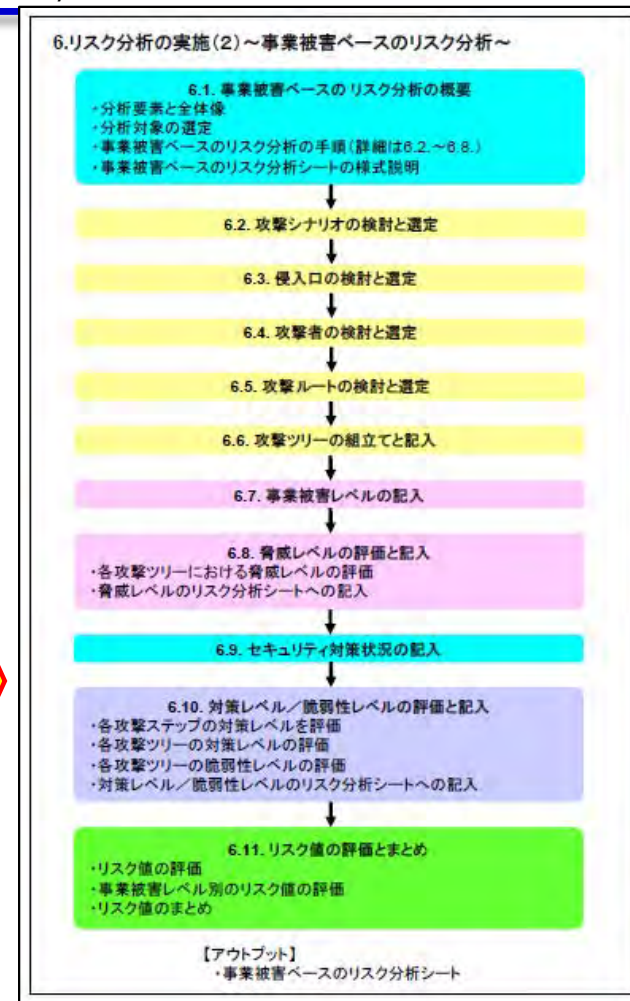 6.リスク分析の実施(2)～事業被害ベースのリスク分析～
6.1. 事業被害ベースの リスク分析の概要
・分析要素と全体像
・分析対象の選定
・事業被害ベースのリスク分析の手順(詳細は6.2.～6.8.)
・事業被害ベースのリスク分析シートの様式説明
6.2. 攻撃シナリオの検討と選定
6.3. 侵入口の検討と選定
6.4. 攻撃者の検討と選定
6.5. 攻撃ルートの検討と選定
6.6. 攻撃ツリーの組立てと記入
6.7. 事業被害レベルの記入
6.8. 脅威レベルの評価と記入
・各攻撃ツリーにおける脅威レベルの評価
・脅威レベルのリスク分析シートへの記入
6.9. セキュリティ対策状況の記入
6.10. 対策レベル／脆弱性レベルの評価と記入
・各攻撃ステップの対策レベルを評価
・各攻撃ツリーの対策レベルの評価
・各攻撃ツリーの脆弱性レベルの評価
・対策レベル／脆弱性レベルのリスク分析シートへの記入
6.11. リスク値の評価とまとめ
・リスク値の評価
・事業被害レベル別のリスク値の評価
・リスク値のまとめ
【アウトプット】
・事業被害ベースのリスク分析シート